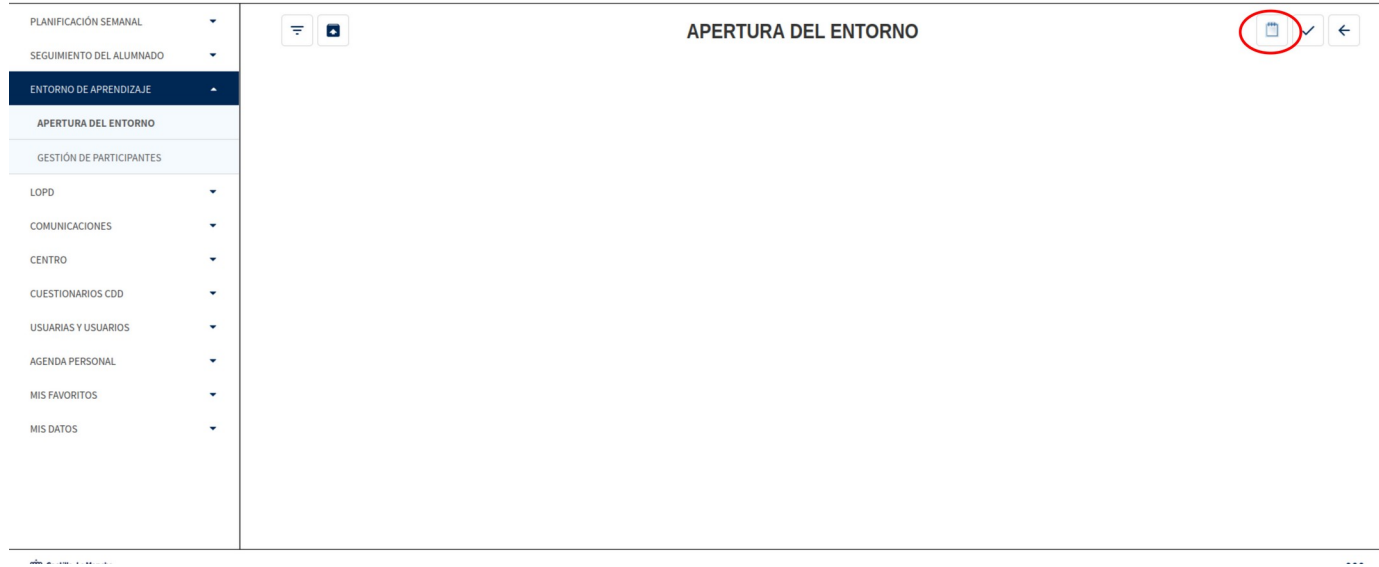 PLANIFICACIÓN SEMANAL
SEGUIMIENTO DEL ALUMNADO
ENTORNO DE APRENDIZAJE
APERTURA DEL ENTORNO
GESTIÓN DE PARTICIPANTES
LOPD
COMUNICACIONES
CENTRO
CUESTIONARIOS CDD
USUARIAS Y USUARIOS
AGENDA PERSONAL
MIS FAVORITOS
MIS DATOS
APERTURA DEL ENTORNO